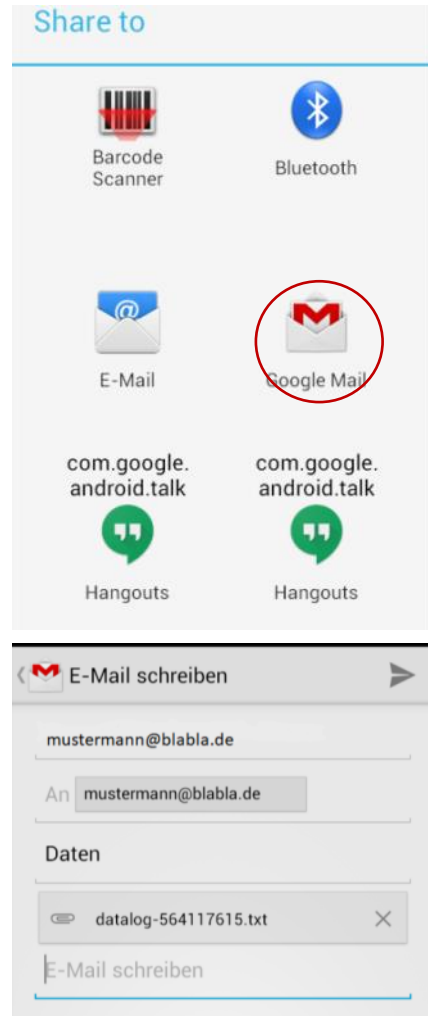 Share to
Barcode
Scanner
Bluetooth
@
E-Mail
Google Mail
com.google.
android.talk
com.google.
android.talk
Hangouts
Hangouts
E-Mail schreiben
mustermann@blabla.de
An mustermann@blabla.de
Daten
datalog-564117615.txt
E-Mail schreiben